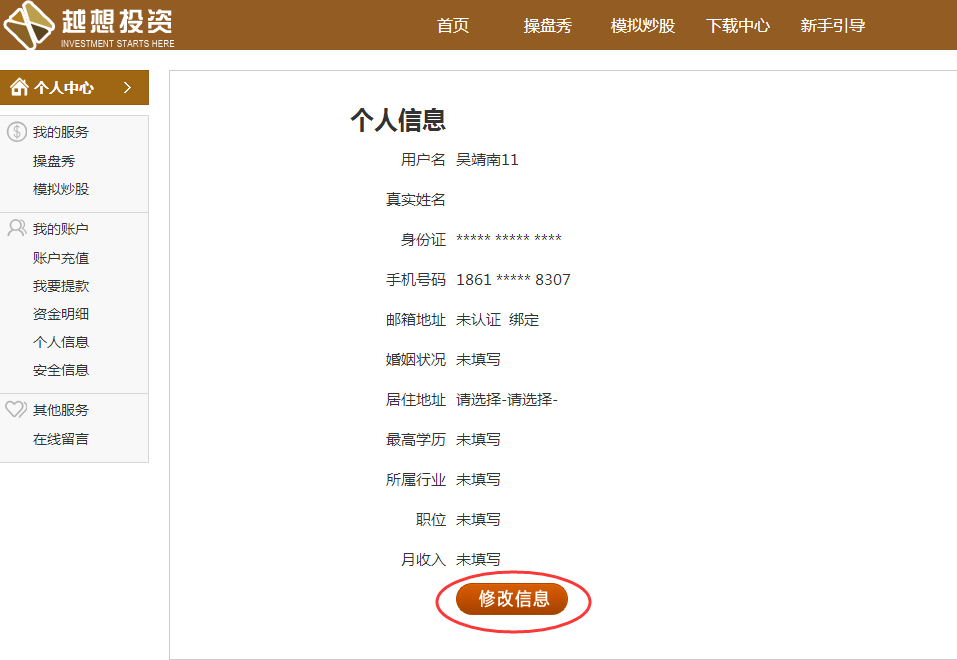 越想投资
INVESTMENT STARTS HERE
首页 操盘秀 模拟炒股 下载中心 新手引导
个人中心
我的服务
操盘秀
模拟炒股
我的账户
账户充值
我要提款
资金明细
个人信息
安全信息
其他服务
在线留言
个人信息
用户名 吴靖南11
真实姓名
身份证 ***** ***** ****
手机号码 1861 ***** 8307
邮箱地址 未认证 绑定
婚姻状况 未填写
居住地址 请选择-请选择-
最高学历 未填写
所属行业 未填写
职位 未填写
月收入 未填写
修改信息